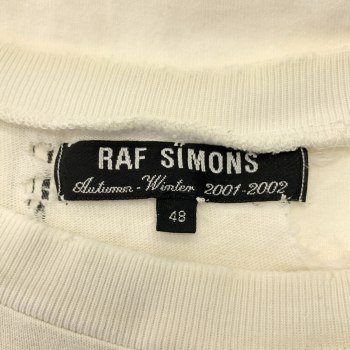 RAF SIMONS
Autumn - Winter 2001-2002
48